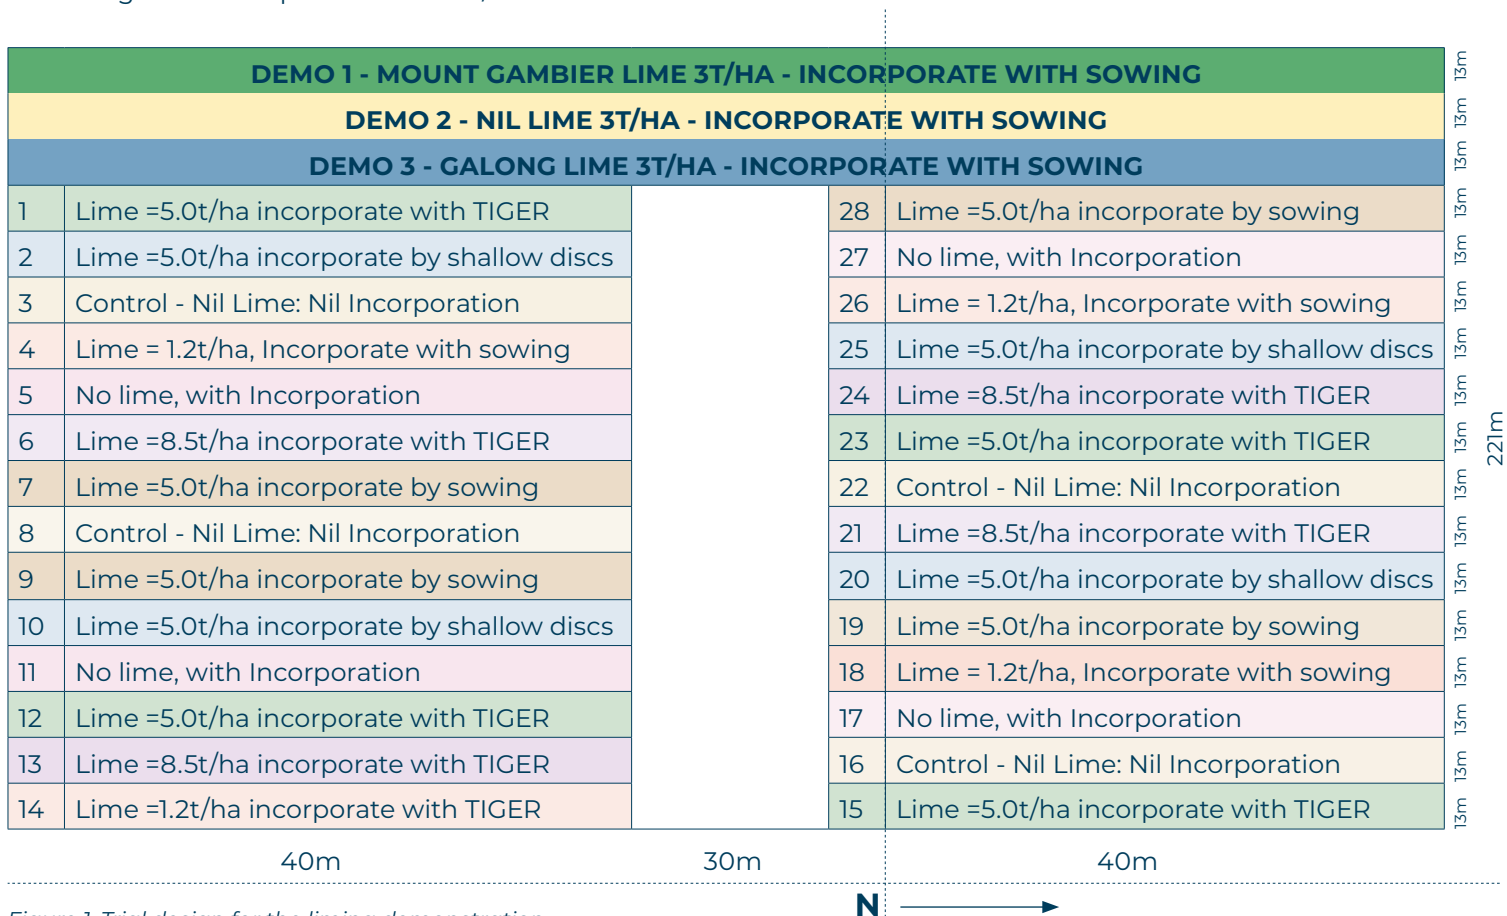 DEMO 1 - MOUNT GAMBIER LIME 3T/HA - INCORPORATE WITH SOWING 13m
DEMO 2 - NIL LIME 3T/HA - INCORPORATE WITH SOWING 13m
DEMO 3 - GALONG LIME 3T/HA - INCORPORATE WITH SOWING 13m
1 Lime =5.0t/ha incorporate with TIGER 28 Lime =5.0t/ha incorporate by sowing 13m
2 Lime =5.0t/ha incorporate by shallow discs 27 No lime, with Incorporation 13m
3 Control - Nil Lime: Nil Incorporation 26 Lime = 1.2t/ha, Incorporate with sowing 13m
4 Lime = 1.2t/ha, Incorporate with sowing 25 Lime =5.0t/ha incorporate by shallow discs 13m
5 No lime, with Incorporation 24 Lime =8.5t/ha incorporate with TIGER 13m
6 Lime =8.5t/ha incorporate with TIGER 23 Lime =5.0t/ha incorporate with TIGER 13m
221m
7 Lime =5.0t/ha incorporate by sowing 22 Control - Nil Lime: Nil Incorporation 13m
8 Control - Nil Lime: Nil Incorporation 21 Lime =8.5t/ha incorporate with TIGER 13m
9 Lime =5.0t/ha incorporate by sowing 20 Lime =5.0t/ha incorporate by shallow discs 13m
10 Lime =5.0t/ha incorporate by shallow discs 19 Lime =5.0t/ha incorporate by sowing 13m
11 No lime, with Incorporation 18 Lime = 1.2t/ha, Incorporate with sowing 13m
12 Lime =5.0t/ha incorporate with TIGER 17 No lime, with Incorporation 13m
13 Lime =8.5t/ha incorporate with TIGER 16 Control - Nil Lime: Nil Incorporation 13m
14 Lime =1.2t/ha incorporate with TIGER 15 Lime =5.0t/ha incorporate with TIGER 13m
40m 30m 40m
N
Figure 1. Trial design for the liming demonstration